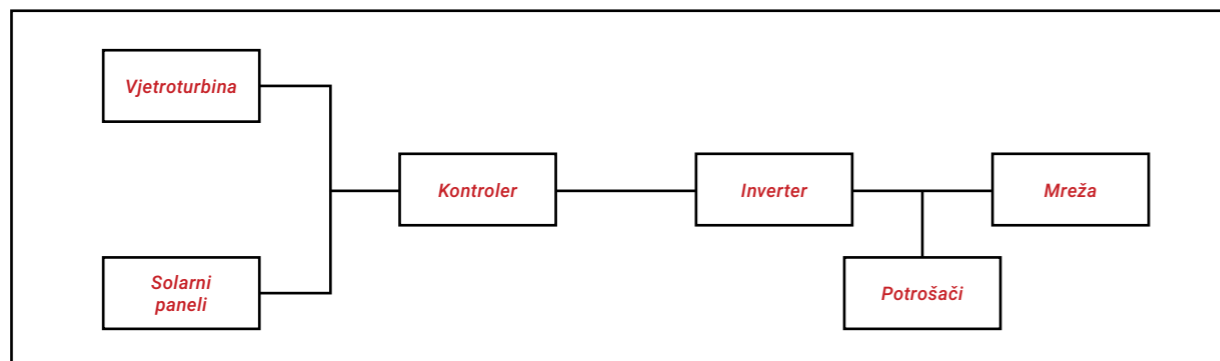 Vjetroturbina
Kontroler
Inverter
Mreža
Solarni
paneli
Potrošači